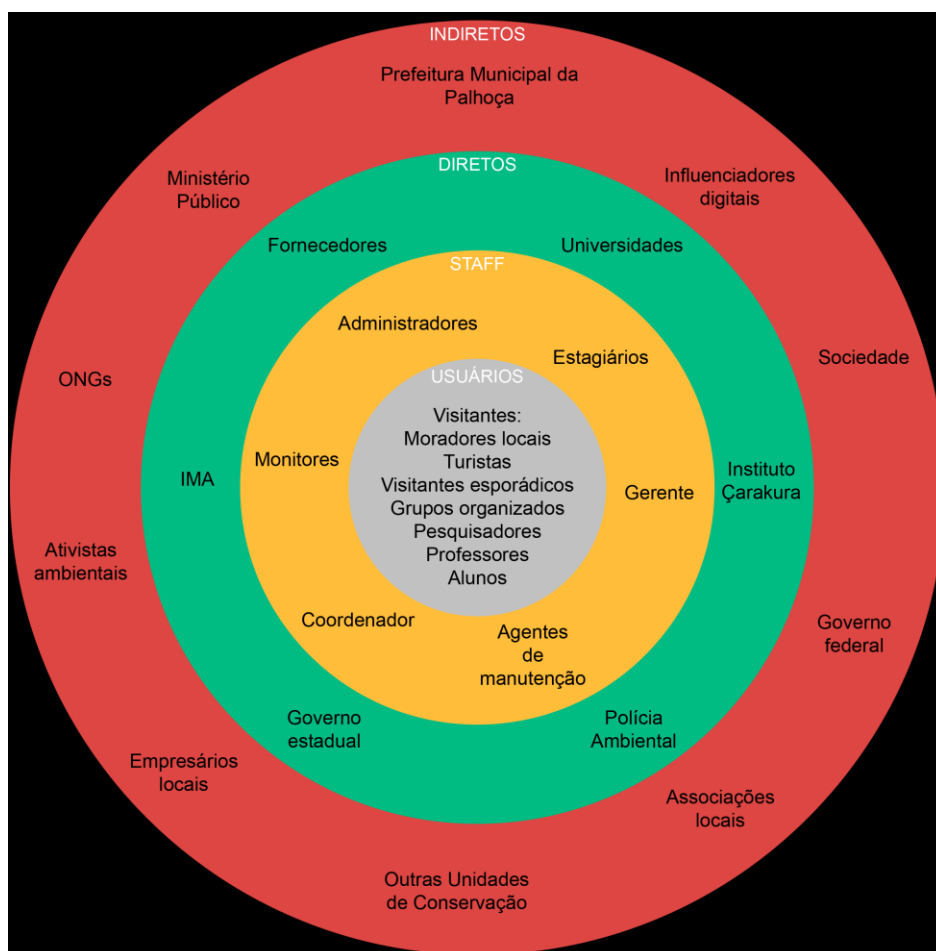 INDIRETOS
Prefeitura Municipal da
Palhoça
Ministério
Público
Influenciadores
digitais
ONGs
Sociedade
Ativistas
ambientais
Governo
federal
Empresários
locais
Associações
locais
Outras Unidades
de Conservação
DIRETOS
Fornecedores
Universidades
IMA
Instituto
Çarakura
Governo
estadual
Polícia
Ambiental
STAFF
Administradores
Estagiários
Monitores
Gerente
Coordenador
Agentes
de
manutenção
USUÁRIOS
Visitantes:
Moradores locais
Turistas
Visitantes esporádicos
Grupos organizados
Pesquisadores
Professores
Alunos